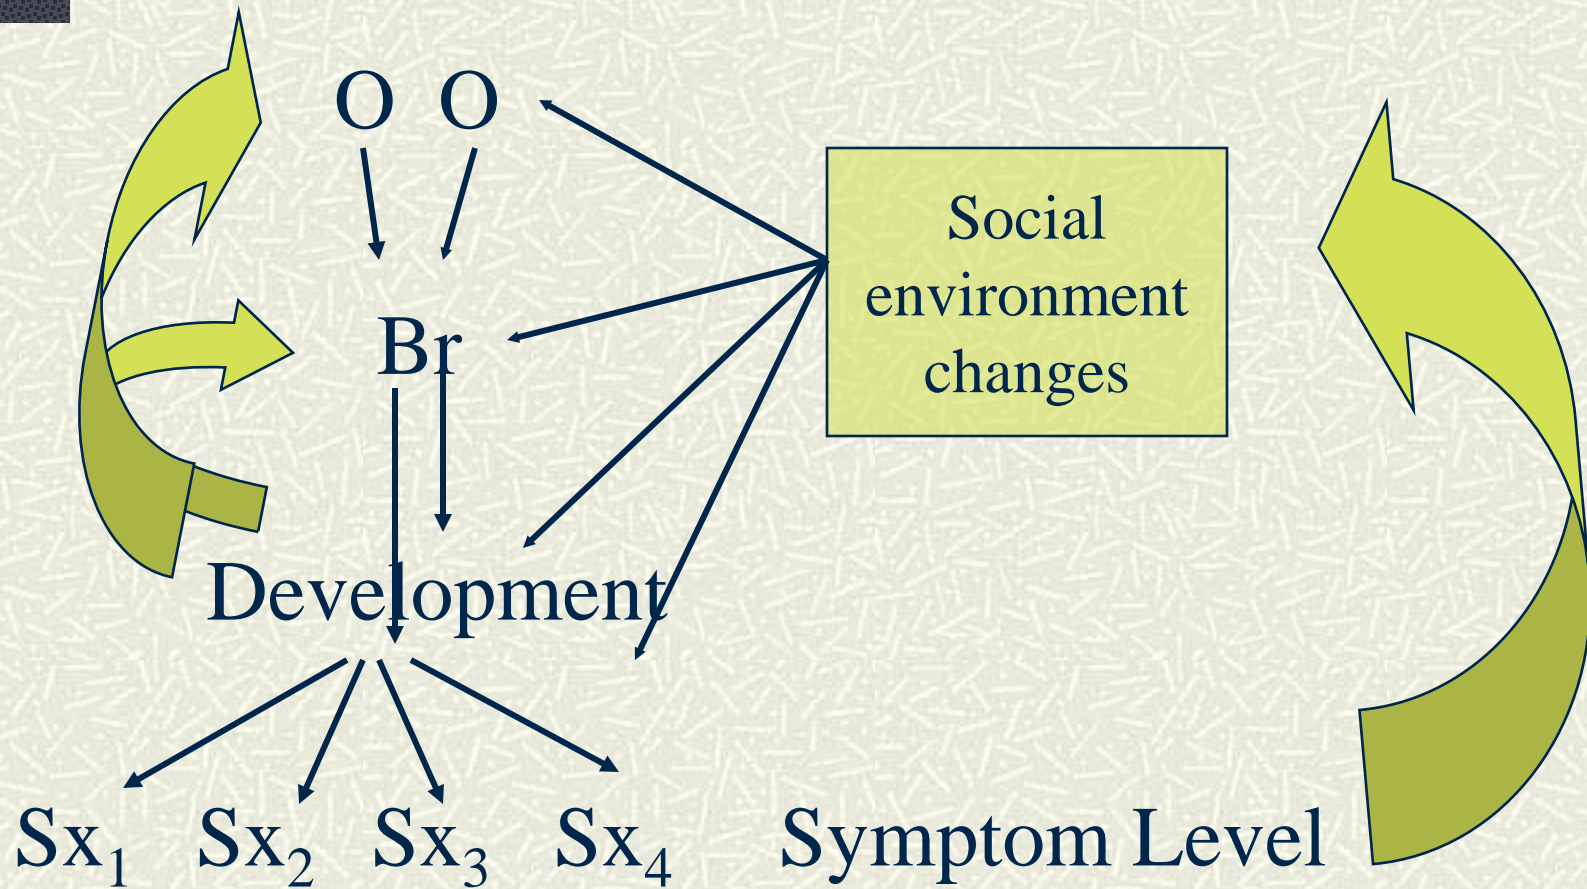 O O
Social
environment
changes
Br
Development
Sx₁ Sx₂ Sx₃ Sx₄ Symptom Level